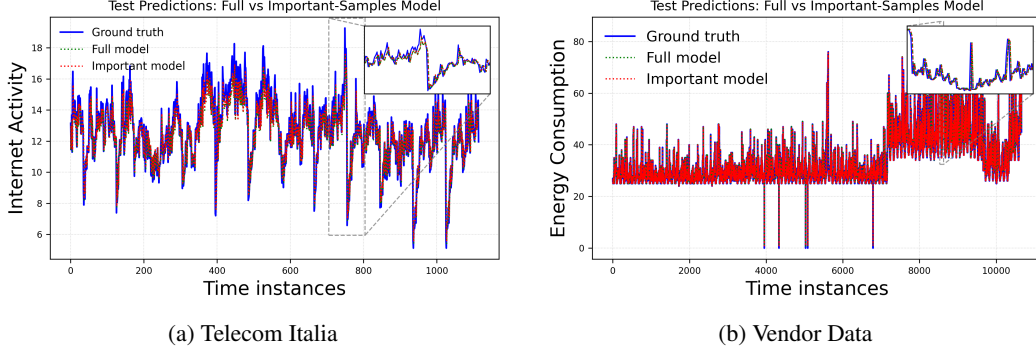 Test Predictions: Full vs Important-Samples Model
Ground truth
Full model
Important model
Internet Activity
18
16
14
12
10
8
6
0
200
400
600
800
1000
Time instances
(a) Telecom Italia
Test Predictions: Full vs Important-Samples Model
Ground truth
Full model
Important model
Energy Consumption
80
60
40
20
0
0
2000
4000
6000
8000
10000
Time instances
(b) Vendor Data